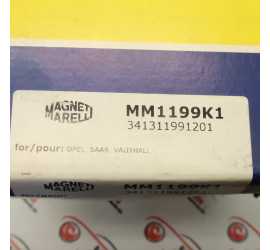 MAGNETI
MARELLI
MM1199K1
341311991201
for/pour: OPEL, SAAB, VAUXHALL